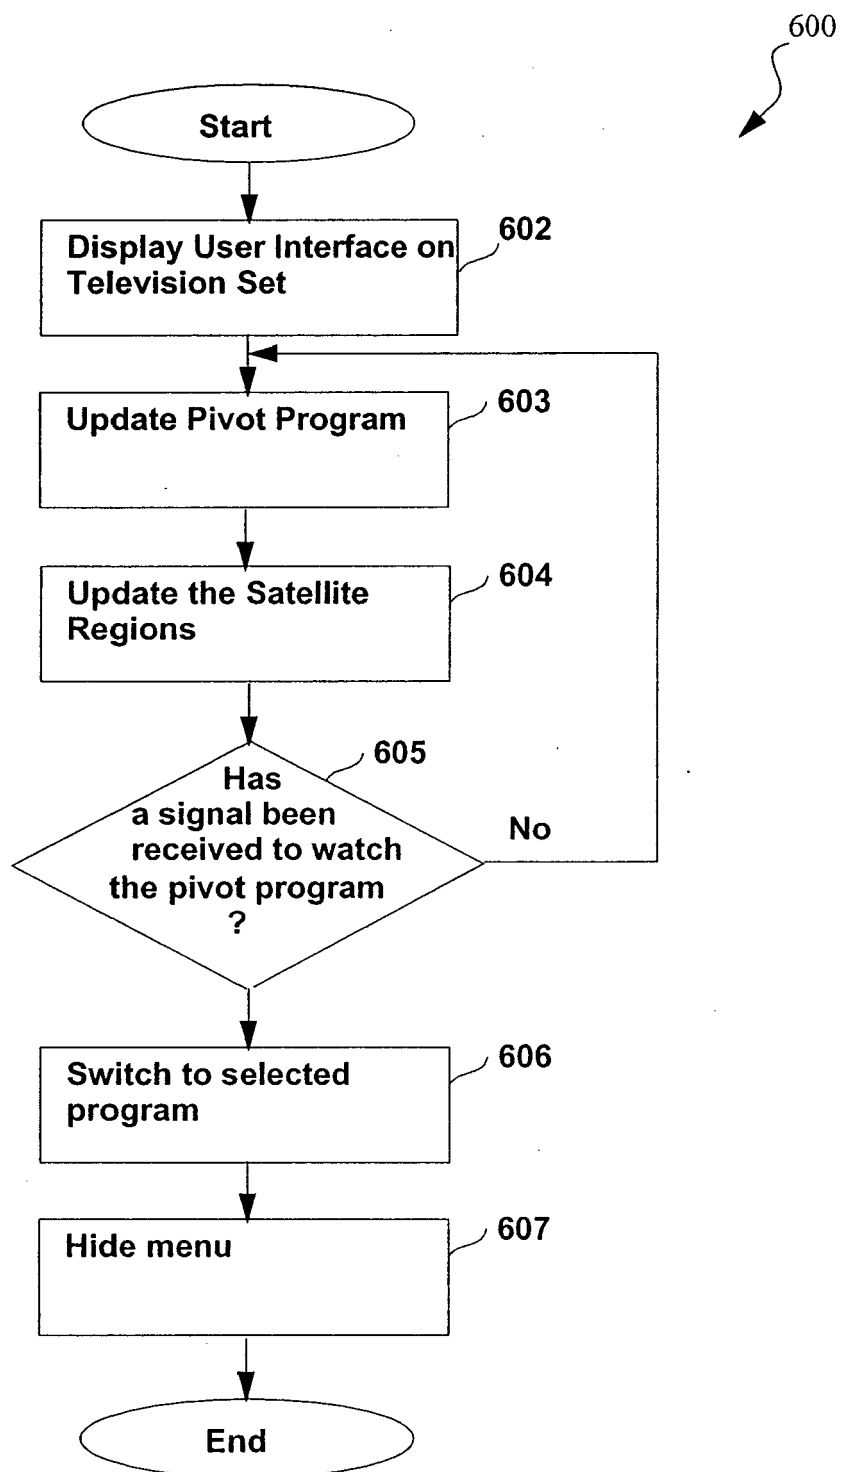 600
Start
Display User Interface on
Television Set
602
Update Pivot Program
603
Update the Satellite
Regions
604
605
Has
a signal been
received to watch
the pivot program
?
No
Switch to selected
program
606
Hide menu
607
End